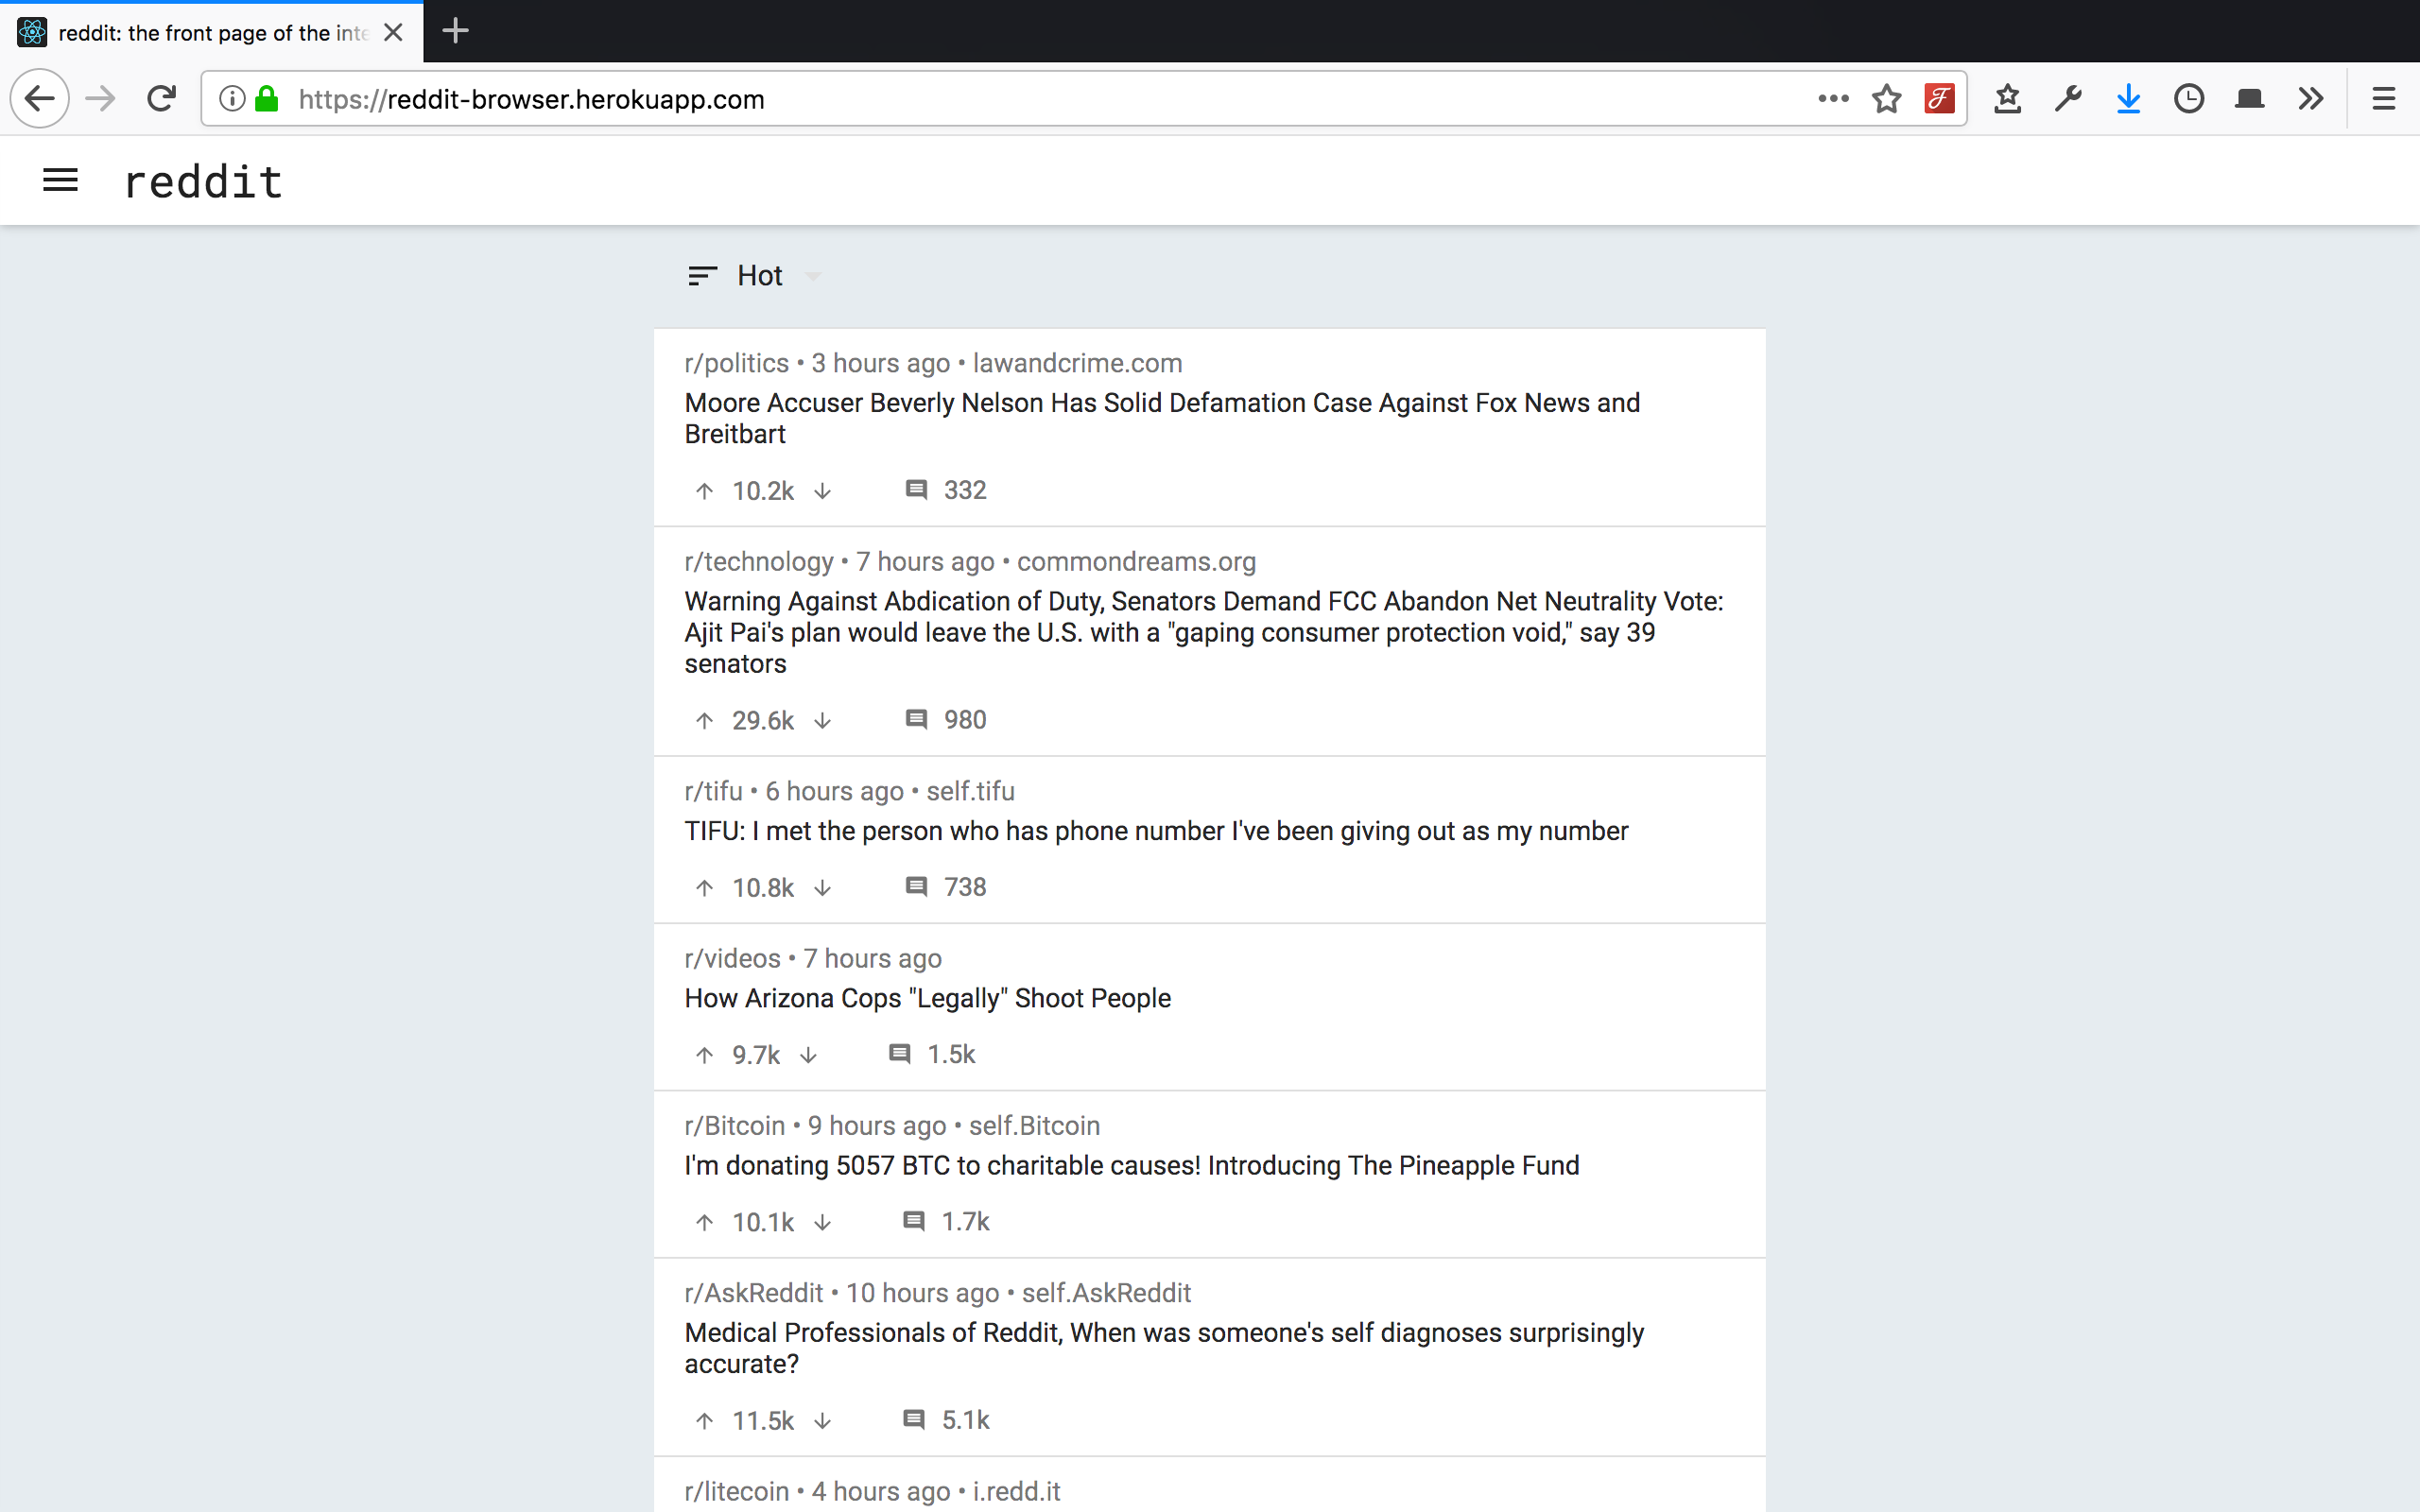 reddit: the front page of the inte
https://reddit-browser.herokuapp.com
reddit
Hot
r/politics • 3 hours ago • lawandcrime.com
Moore Accuser Beverly Nelson Has Solid Defamation Case Against Fox News and
Breitbart
10.2k 332
r/technology • 7 hours ago • commondreams.org
Warning Against Abdication of Duty, Senators Demand FCC Abandon Net Neutrality Vote:
Ajit Pai's plan would leave the U.S. with a "gaping consumer protection void," say 39
senators
29.6k 980
r/tifu • 6 hours ago • self.tifu
TIFU: I met the person who has phone number I've been giving out as my number
10.8k 738
r/videos • 7 hours ago
How Arizona Cops "Legally" Shoot People
9.7k 1.5k
r/Bitcoin • 9 hours ago • self.Bitcoin
I'm donating 5057 BTC to charitable causes! Introducing The Pineapple Fund
10.1k 1.7k
r/AskReddit • 10 hours ago • self.AskReddit
Medical Professionals of Reddit, When was someone's self diagnoses surprisingly
accurate?
11.5k 5.1k
r/litecoin • 4 hours ago • i.redd.it